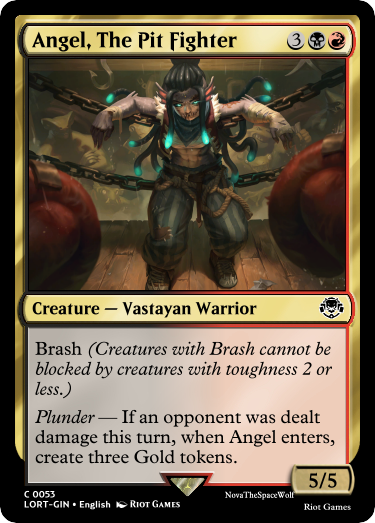 Angel, The Pit Fighter 3
Creature — Vastayan Warrior
Brash (Creatures with Brash cannot be
blocked by creatures with toughness 2 or
less.)
Plunder — If an opponent was dealt
damage this turn, when Angel enters,
create three Gold tokens.
5/5
C 0053
LORT-GIN • English Riot Games
NovaTheSpaceWolf
Riot Games